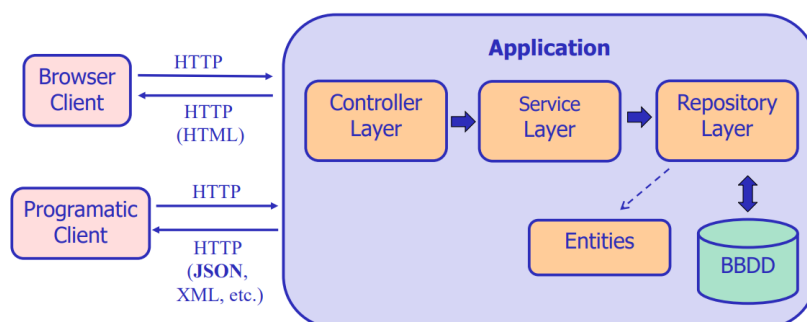 Application
Browser
Client
HTTP
HTTP
(HTML)
Controller
Layer
Service
Layer
Repository
Layer
Programatic
Client
HTTP
HTTP
(JSON,
XML, etc.)
Entities
BBDD